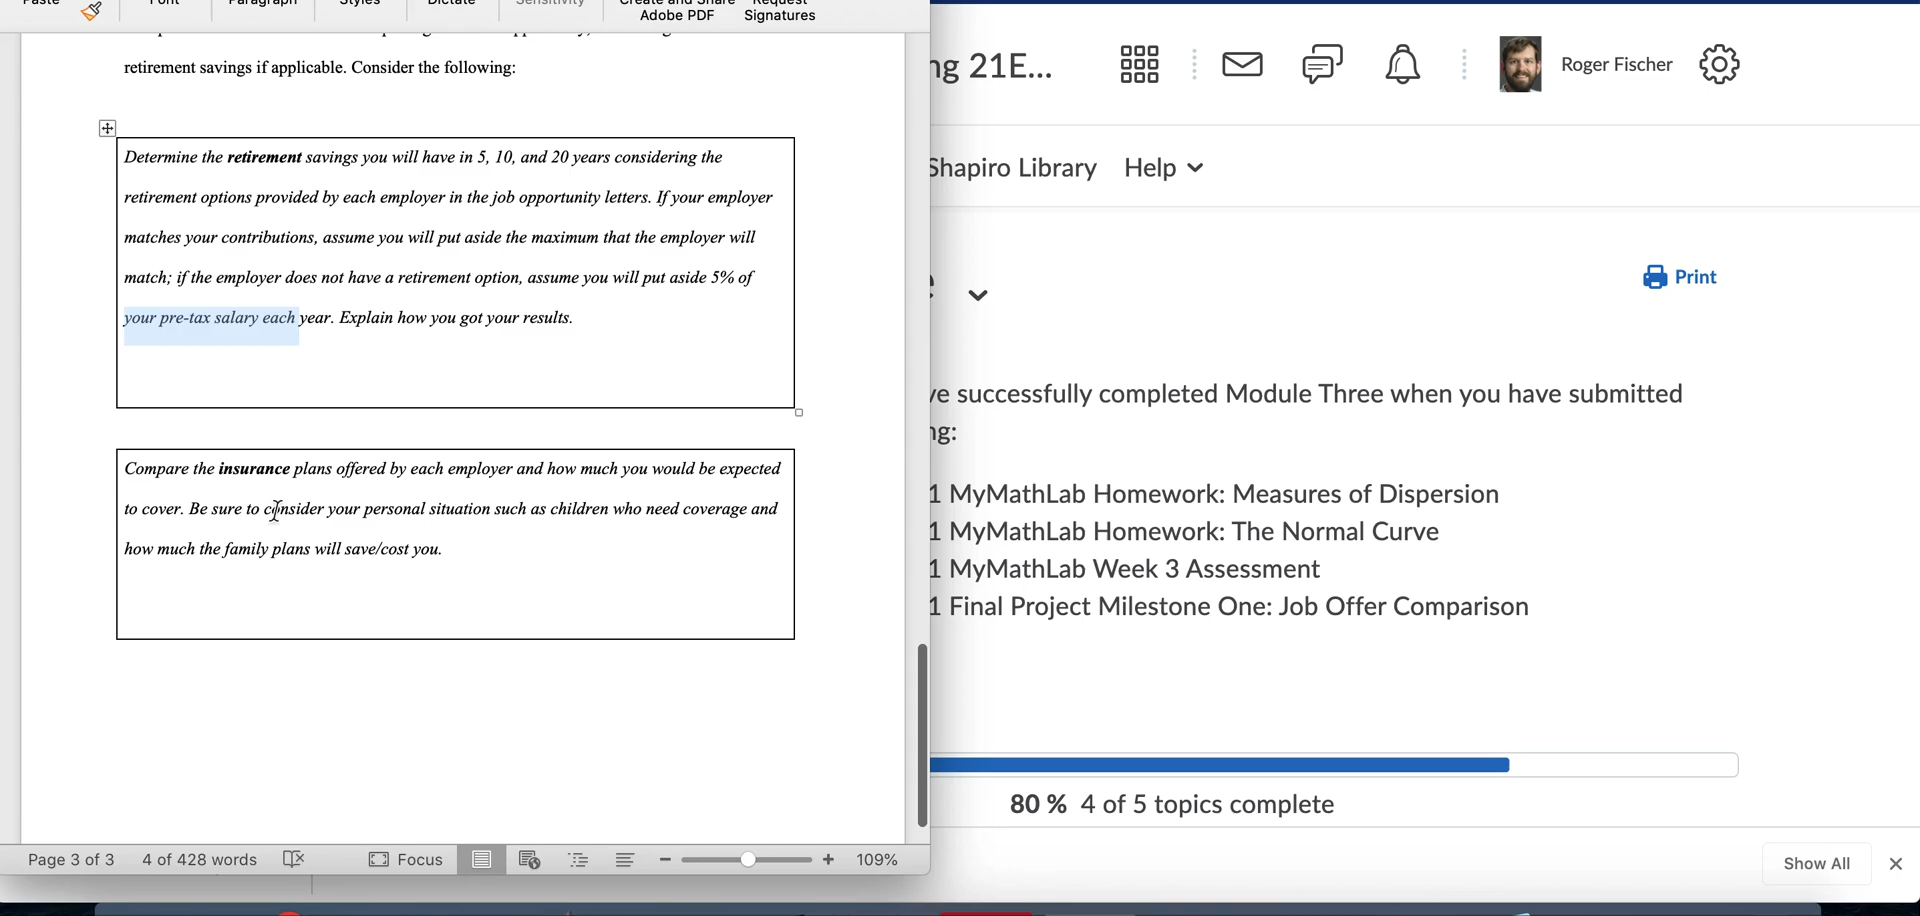 Paste
Font
Paragraph
Styles
Dictate
Sensitivity
Create and Share
Adobe PDF
Request
Signatures
retirement savings if applicable. Consider the following:
Determine the retirement savings you will have in 5, 10, and 20 years considering the
retirement options provided by each employer in the job opportunity letters. If your employer
matches your contributions, assume you will put aside the maximum that the employer will
match; if the employer does not have a retirement option, assume you will put aside 5% of
your pre-tax salary each year. Explain how you got your results.
Compare the insurance plans offered by each employer and how much you would be expected
to cover. Be sure to consider your personal situation such as children who need coverage and
how much the family plans will save/cost you.
Page 3 of 3
4 of 428 words
Focus
109%
ng 21E...
Roger Fischer
Shapiro Library
Help
Print
ve successfully completed Module Three when you have submitted
ng:
1 MyMathLab Homework: Measures of Dispersion
1 MyMathLab Homework: The Normal Curve
1 MyMathLab Week 3 Assessment
1 Final Project Milestone One: Job Offer Comparison
80 % 4 of 5 topics complete
Show All